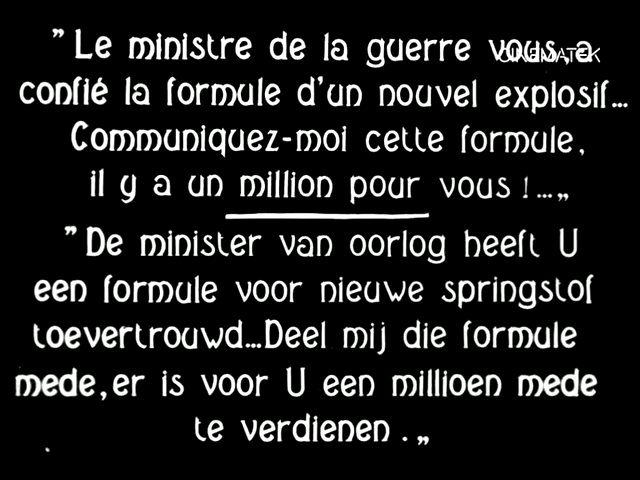 "Le ministre de la guerre vous a
CINEMATEK
confié la formule d'un nouvel explosif...
Communiquez-moi cette formule,
il y a un million pour vous !...„
"De minister van oorlog heeft U
een formule voor nieuwe springstof
toevertrouwd...Deel mij die formule
mede,er is voor U een millioen mede
te verdienen.„